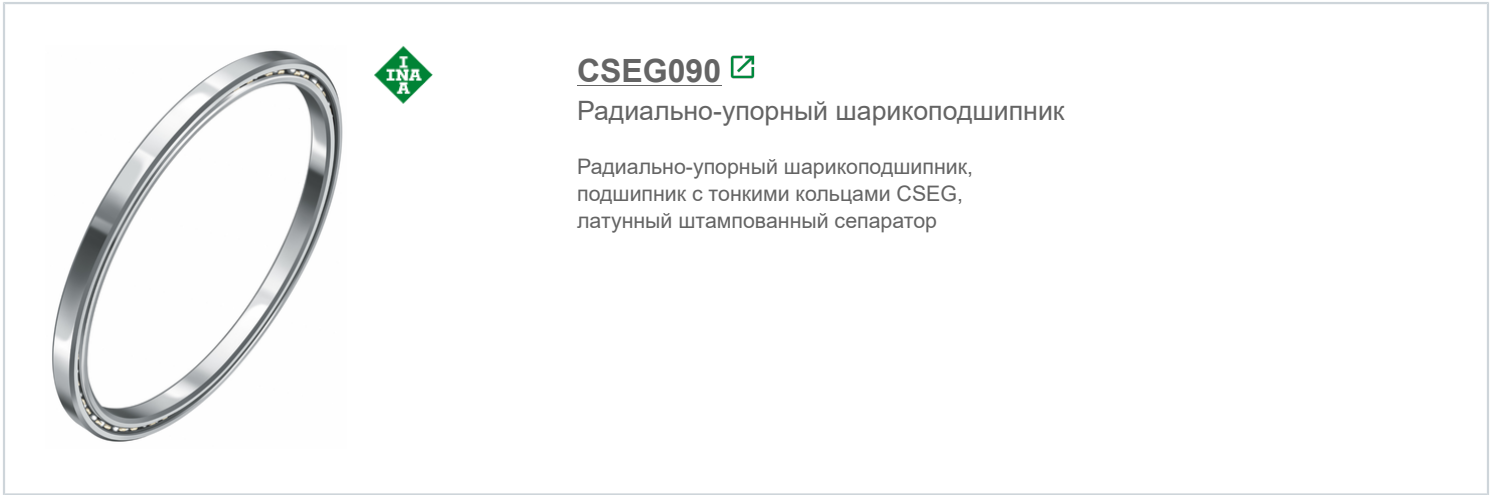 I
INA
A
CSEG090
Радиально-упорный шарикоподшипник
Радиально-упорный шарикоподшипник,
подшипник с тонкими кольцами CSEG,
латунный штампованный сепаратор